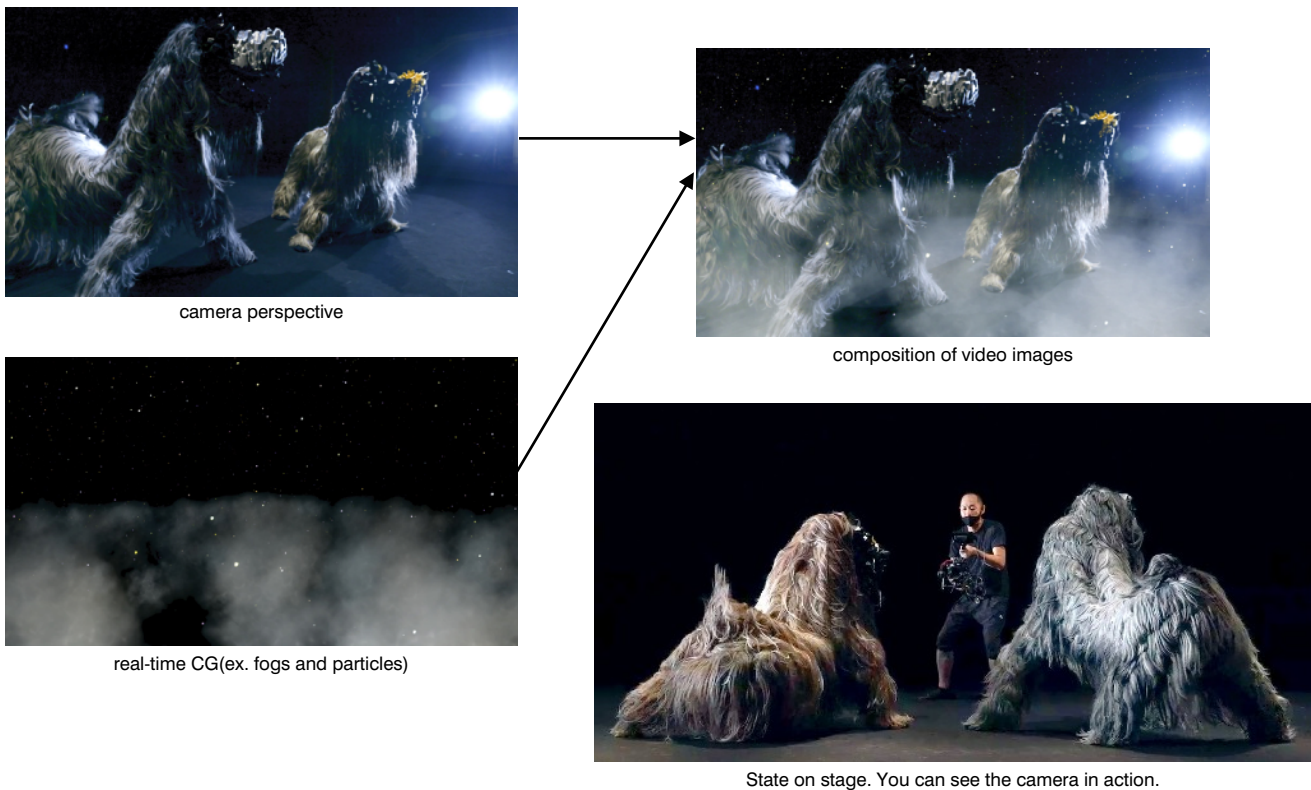 camera perspective
composition of video images
real-time CG(ex. fogs and particles)
State on stage. You can see the camera in action.